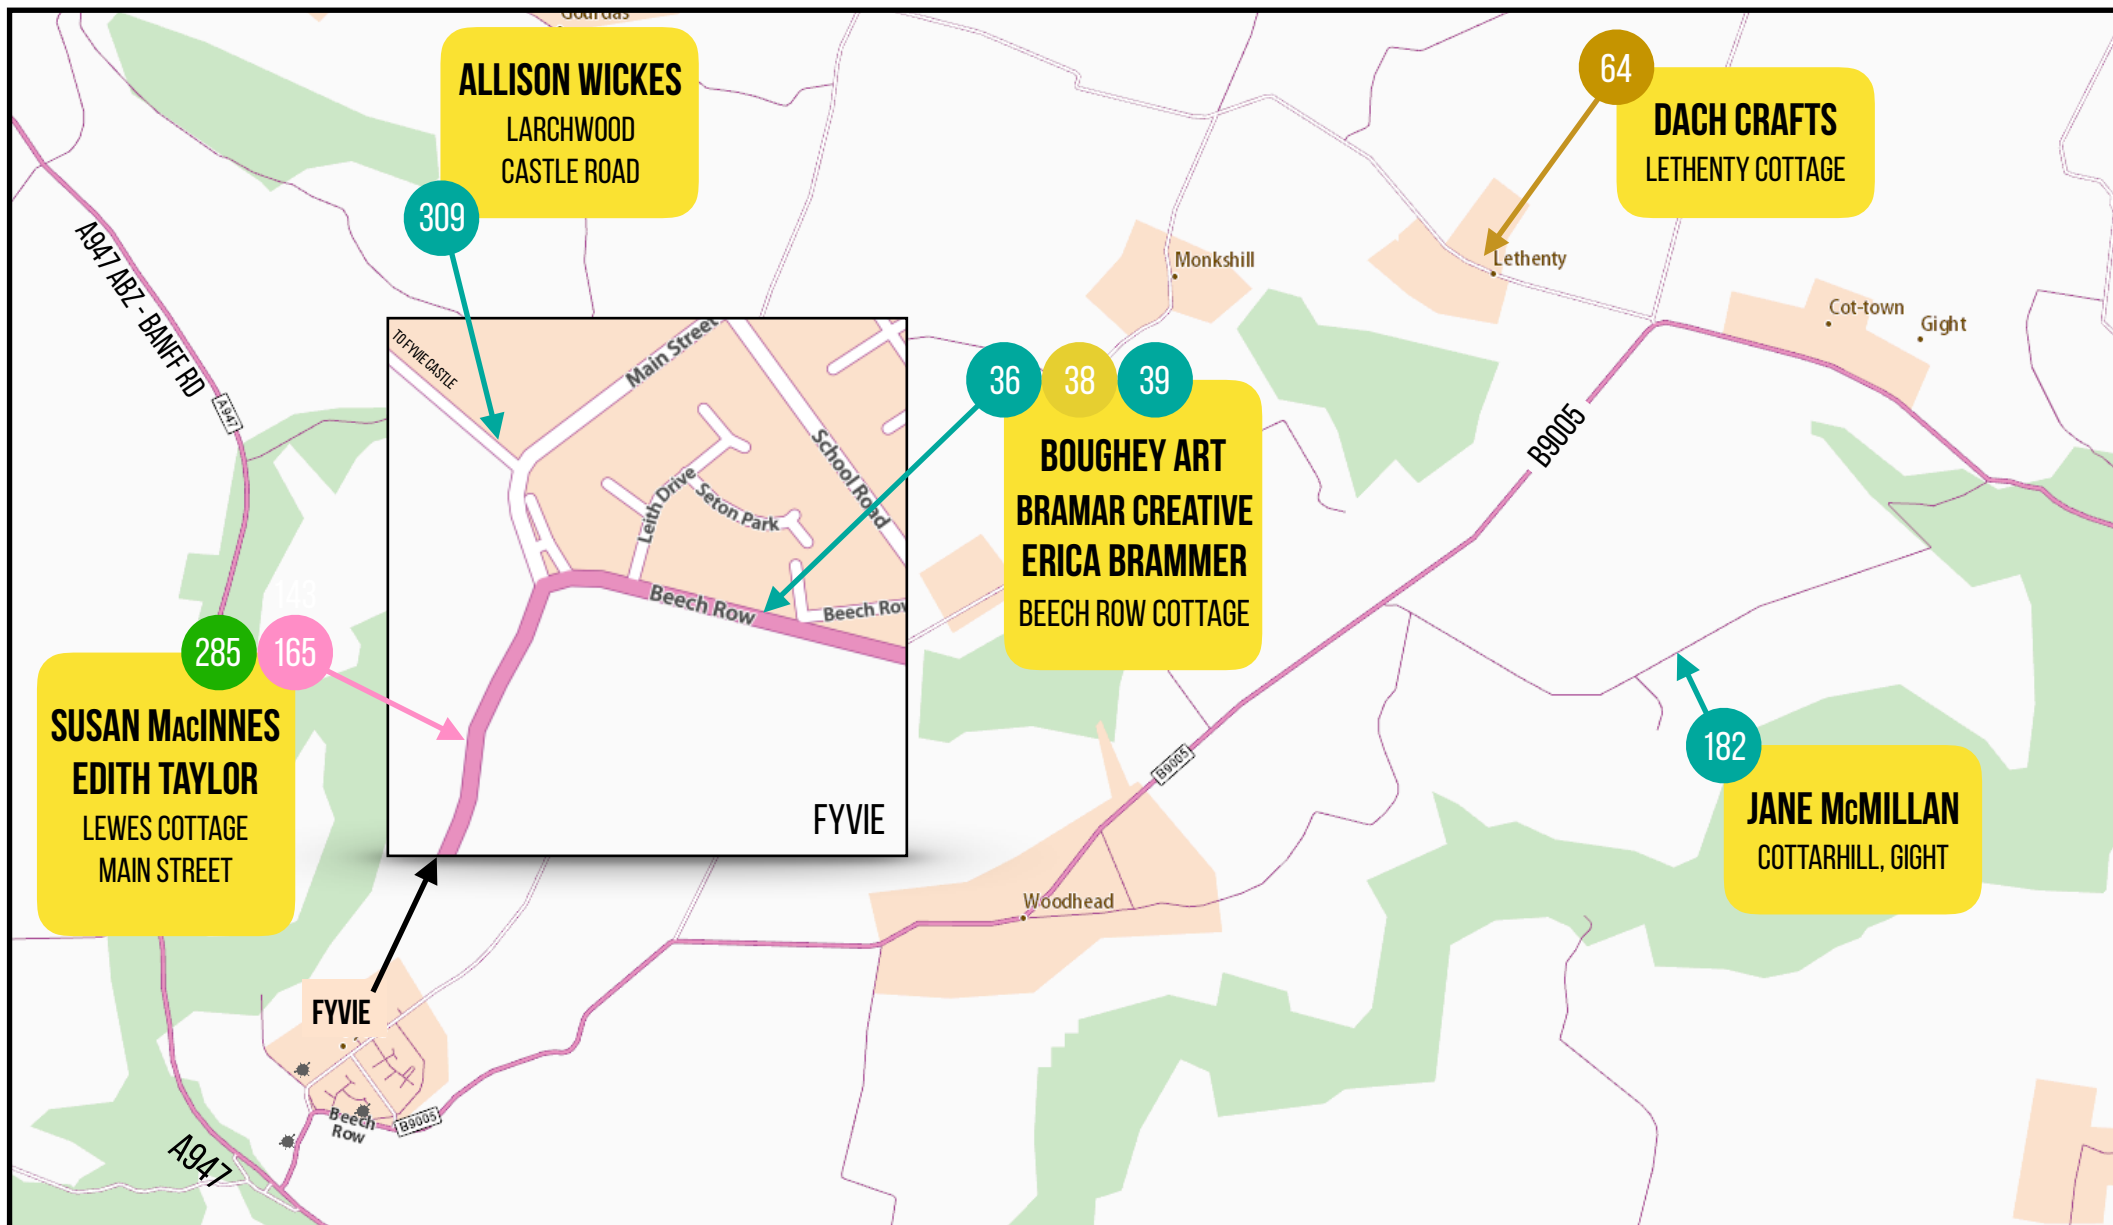 Gourdas
ALLISON WICKES
LARCHWOOD
CASTLE ROAD
309
64
DACH CRAFTS
LETHENTY COTTAGE
A947 ABZ - BANFF RD
A947
Monkshill
Lethenty
Cot-town
Gight
TO FYVIE CASTLE
Main Street
School Road
Leith Drive
Seton Park
Beech Row
Beech Row
FYVIE
36
38
39
BOUGHEY ART
BRAMAR CREATIVE
ERICA BRAMMER
BEECH ROW COTTAGE
B9005
143
285
165
SUSAN MacINNES
EDITH TAYLOR
LEWES COTTAGE
MAIN STREET
182
JANE McMILLAN
COTTARHILL, GIGHT
B9005
Woodhead
FYVIE
Beech
Row
B9005
A947